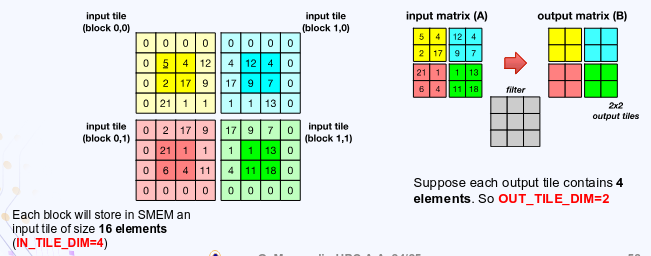 input tile
(block 0,0)
input tile
(block 1,0)
0 0 0 0
0 5 4 12
0 2 17 9
0 21 1 1
0 0 0 0
4 12 4 0
17 9 7 0
1 1 13 0
input tile
(block 0,1)
input tile
(block 1,1)
0 2 17 9
0 21 1 1
0 6 4 11
0 0 0 0
17 9 7 0
1 1 13 0
4 11 18 0
0 0 0 0
Each block will store in SMEM an
input tile of size 16 elements
(IN_TILE_DIM=4)
input matrix (A)
output matrix (B)
5 4 12 4
2 17 9 7
21 1 1 13
6 4 11 18
filter
2x2
output tiles
Suppose each output tile contains 4
elements. So OUT_TILE_DIM=2